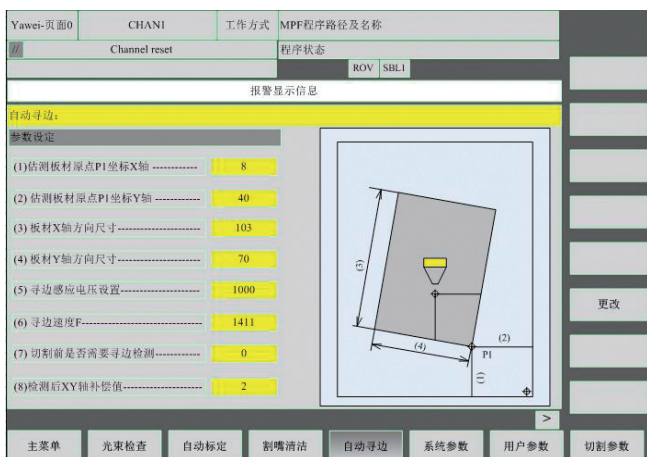 Yawei-页面0 CHAN1 工作方式 MPF程序路径及名称
// Channel reset 程序状态
ROV SBL1
报警显示信息
自动寻边:
参数设定
(1)估测板材原点P1坐标X轴 ------------ 8
(2) 估测板材原点P1坐标Y轴 ------------ 40
(3) 板材X轴方向尺寸---------------------- 103
(4) 板材Y轴方向尺寸---------------------- 70
(5) 寻边感应电压设置--------------------- 1000
(6) 寻边速度F-------------------------------- 1411
(7) 切割前是否需要寻边检测------------ 0
(8)检测后XY轴补偿值--------------------- 2
(3)
(4)
(2)
P1
(1)
更改
>
主菜单 光束检查 自动标定 割嘴清洁 自动寻边 系统参数 用户参数 切割参数